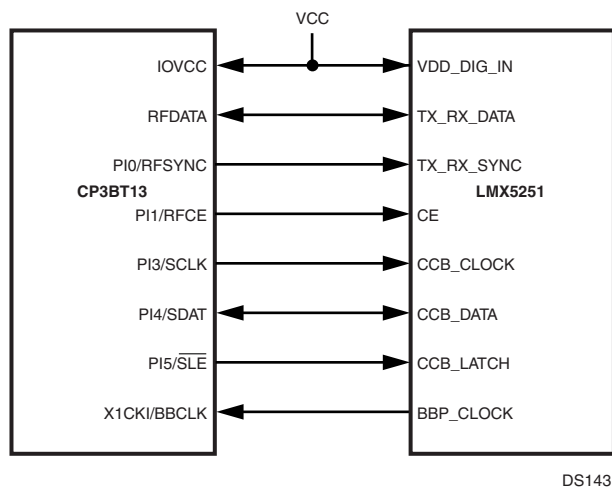 VCC
IOVCC VDD_DIG_IN
RFDATA TX_RX_DATA
PI0/RFSYNC TX_RX_SYNC
CP3BT13 LMX5251
PI1/RFCE CE
PI3/SCLK CCB_CLOCK
PI4/SDAT CCB_DATA
PI5/S̅L̅E̅ CCB_LATCH
X1CKI/BBCLK BBP_CLOCK
DS143